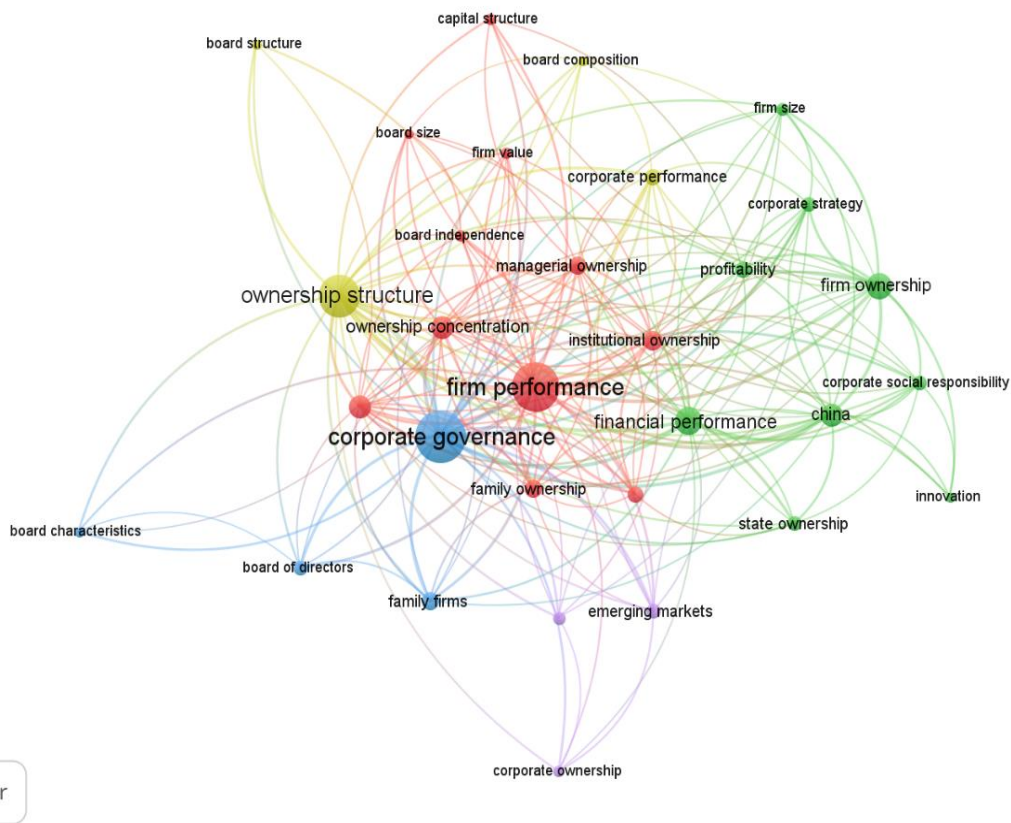 capital structure
board structure
board composition
firm size
board size
firm value
corporate performance
corporate strategy
board independence
managerial ownership
profitability
firm ownership
ownership structure
ownership concentration
institutional ownership
firm performance
corporate social responsibility
financial performance
china
corporate governance
family ownership
innovation
state ownership
board characteristics
board of directors
family firms
emerging markets
corporate ownership
r